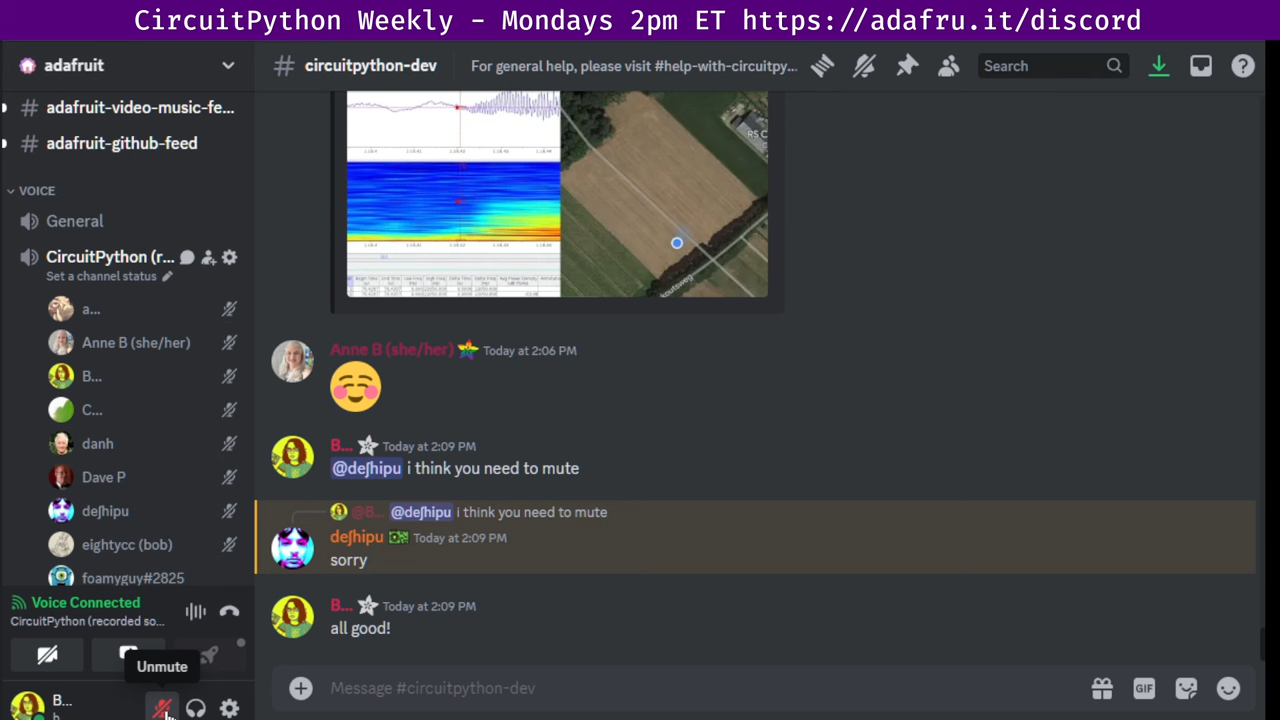 CircuitPython Weekly - Mondays 2pm ET https://adafru.it/discord
adafruit
# circuitpython-dev
For general help, please visit #help-with-circuitpy...
Search
# adafruit-video-music-fe...
# adafruit-github-feed
VOICE
General
CircuitPython (r...
Set a channel status
a...
Anne B (she/her)
B...
C...
danh
Dave P
deʃhipu
eightycc (bob)
foamyguy#2825
Voice Connected
CircuitPython (recorded so...
Unmute
B...
RS C
Anne B (she/her) Today at 2:06 PM
B... Today at 2:09 PM
@deʃhipu i think you need to mute
@B... @deʃhipu i think you need to mute
deʃhipu Today at 2:09 PM
sorry
B... Today at 2:09 PM
all good!
Message #circuitpython-dev
GIF